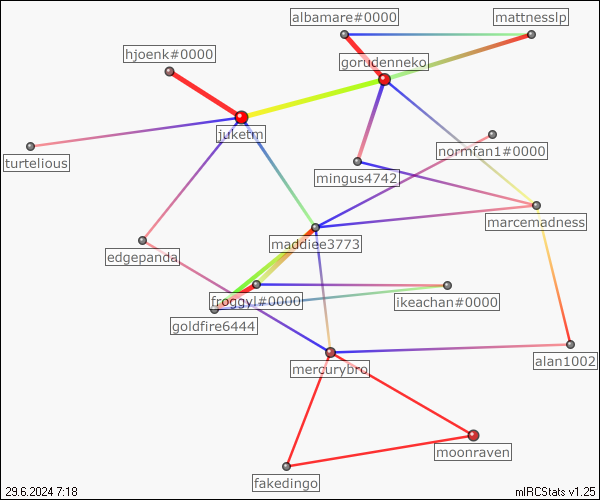 albamare#0000
mattnesslp
hjoenk#0000
gorudenneko
juketm
normfan1#0000
turtelious
mingus4742
marcemadness
maddiee3773
edgepanda
froggyl#0000
ikeachan#0000
goldfire6444
alan1002
mercurybro
moonraven
fakedingo
29.6.2024 7:18
mIRCStats v1.25